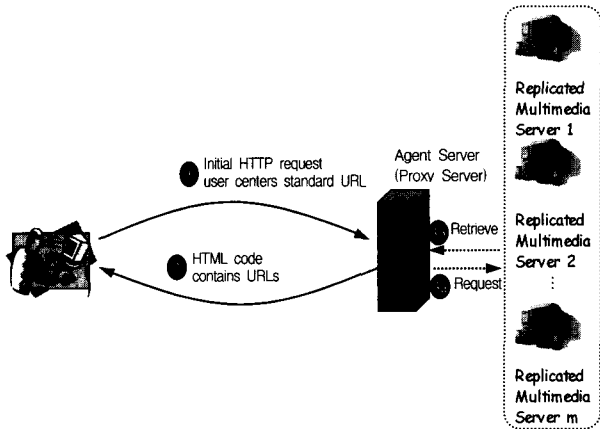 Initial HTTP request
user centers standard URL
HTML code
contains URLs
Agent Server
(Proxy Server)
Retrieve
Request
Replicated
Multimedia
Server 1
Replicated
Multimedia
Server 2
⋮
Replicated
Multimedia
Server m